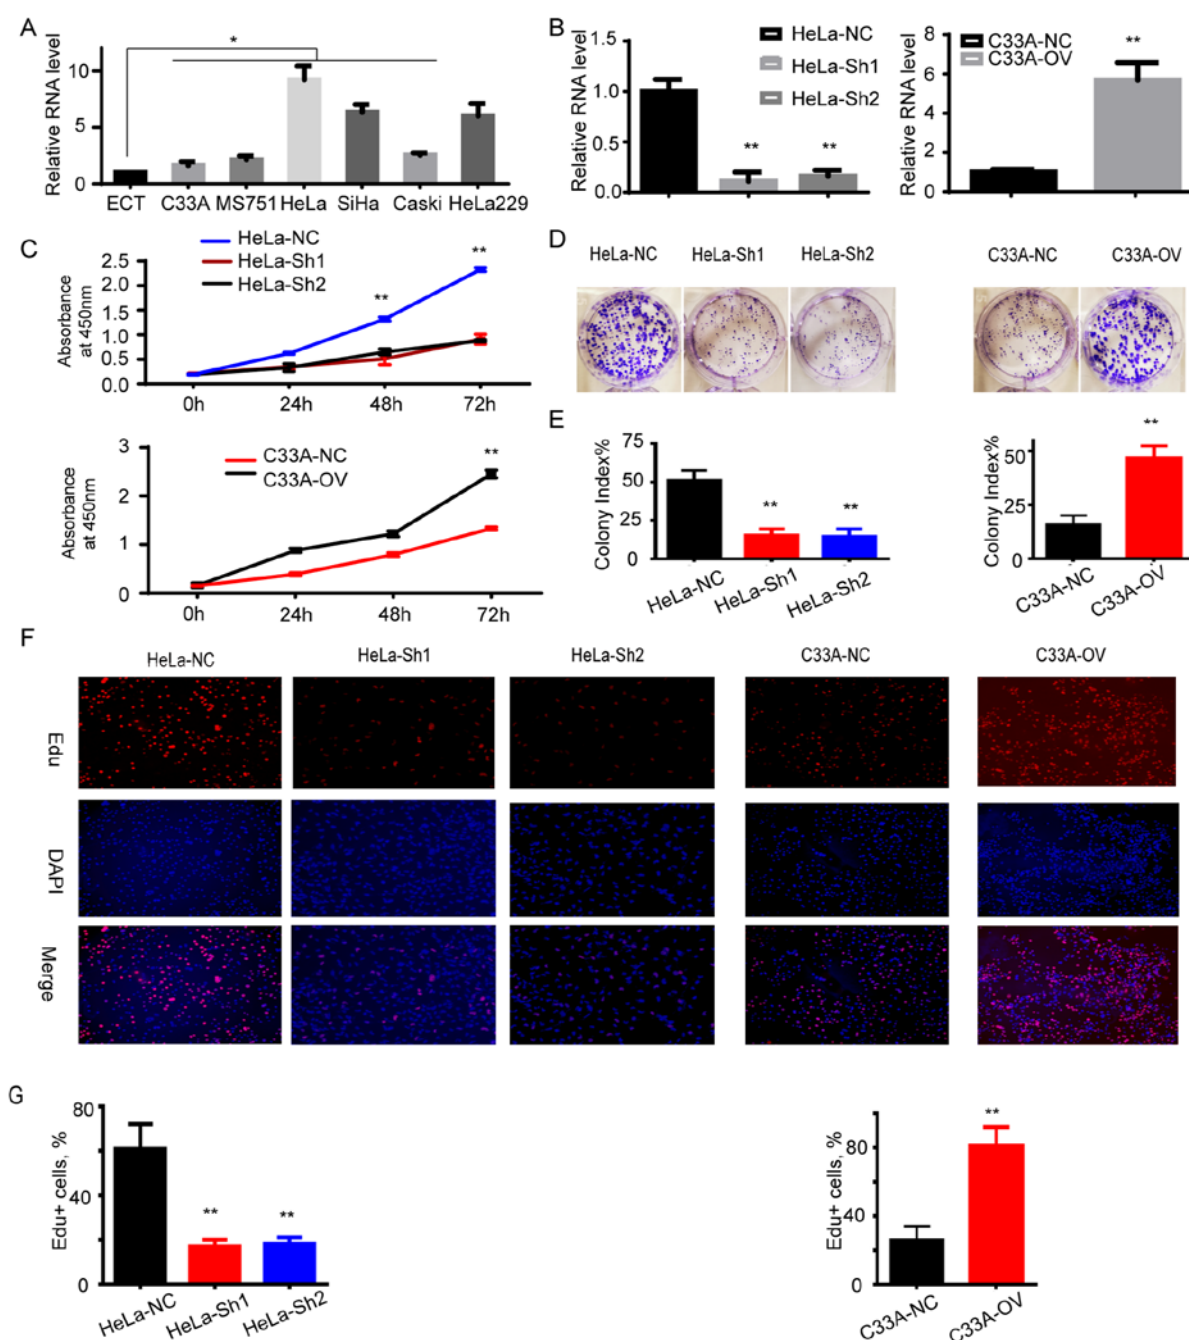 A
*
Relative RNA level
10
5
0
ECT C33A MS751 HeLa SiHa Caski HeLa229
B
Relative RNA level
1.5
1.0
0.5
0.0
HeLa-NC
HeLa-Sh1
HeLa-Sh2
** **
Relative RNA level
8
6
4
2
0
C33A-NC
C33A-OV
**
C
HeLa-NC
HeLa-Sh1
HeLa-Sh2
Absorbance
at 450nm
2.5
2.0
1.5
1.0
0.5
0.0
** **
0h 24h 48h 72h
C33A-NC
C33A-OV
Absorbance
at 450nm
3
2
1
0
**
0h 24h 48h 72h
D
HeLa-NC HeLa-Sh1 HeLa-Sh2 C33A-NC C33A-OV
E
Colony Index%
75
50
25
0
** **
HeLa-NC HeLa-Sh1 HeLa-Sh2
Colony Index%
50
25
0
**
C33A-NC C33A-OV
F
HeLa-NC HeLa-Sh1 HeLa-Sh2 C33A-NC C33A-OV
Edu
DAPI
Merge
G
Edu+ cells, %
80
40
0
** **
HeLa-NC HeLa-Sh1 HeLa-Sh2
Edu+ cells, %
80
40
0
**
C33A-NC C33A-OV